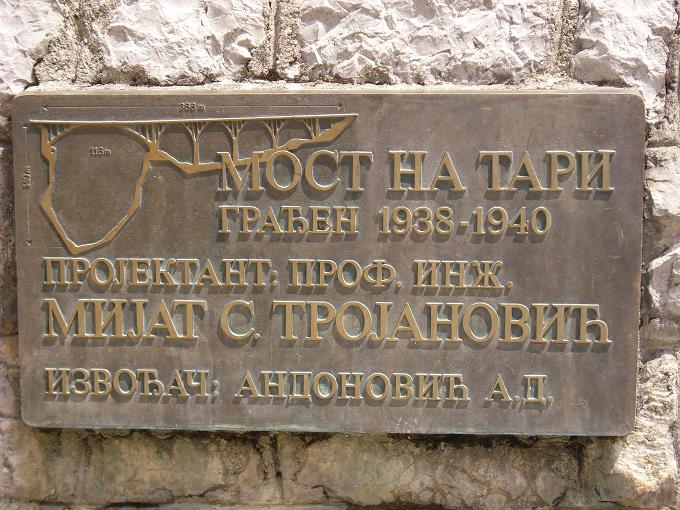 МОСТ НА ТАРИ
ГРАЂЕН 1938-1940
ПРОЈЕКТАНТ: ПРОФ. ИНЖ.
МИЈАТ С. ТРОЈАНОВИЋ
ИЗВОЂАЧ: АНДОНОВИЋ А.Д.